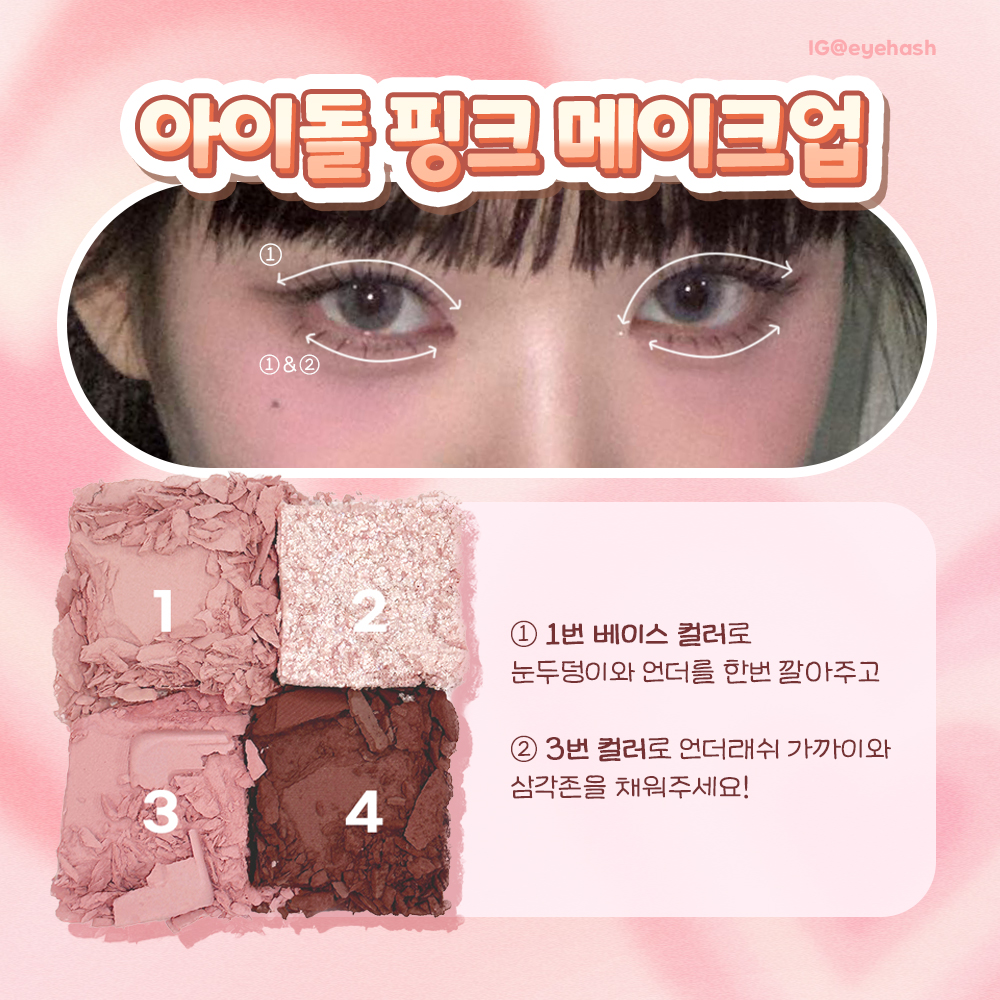 IG@eyehash
아이돌 핑크 메이크업
①
①&②
1
2
3
4
① 1번 베이스 컬러로
눈두덩이와 언더를 한번 깔아주고
② 3번 컬러로 언더래쉬 가까이와
삼각존을 채워주세요!